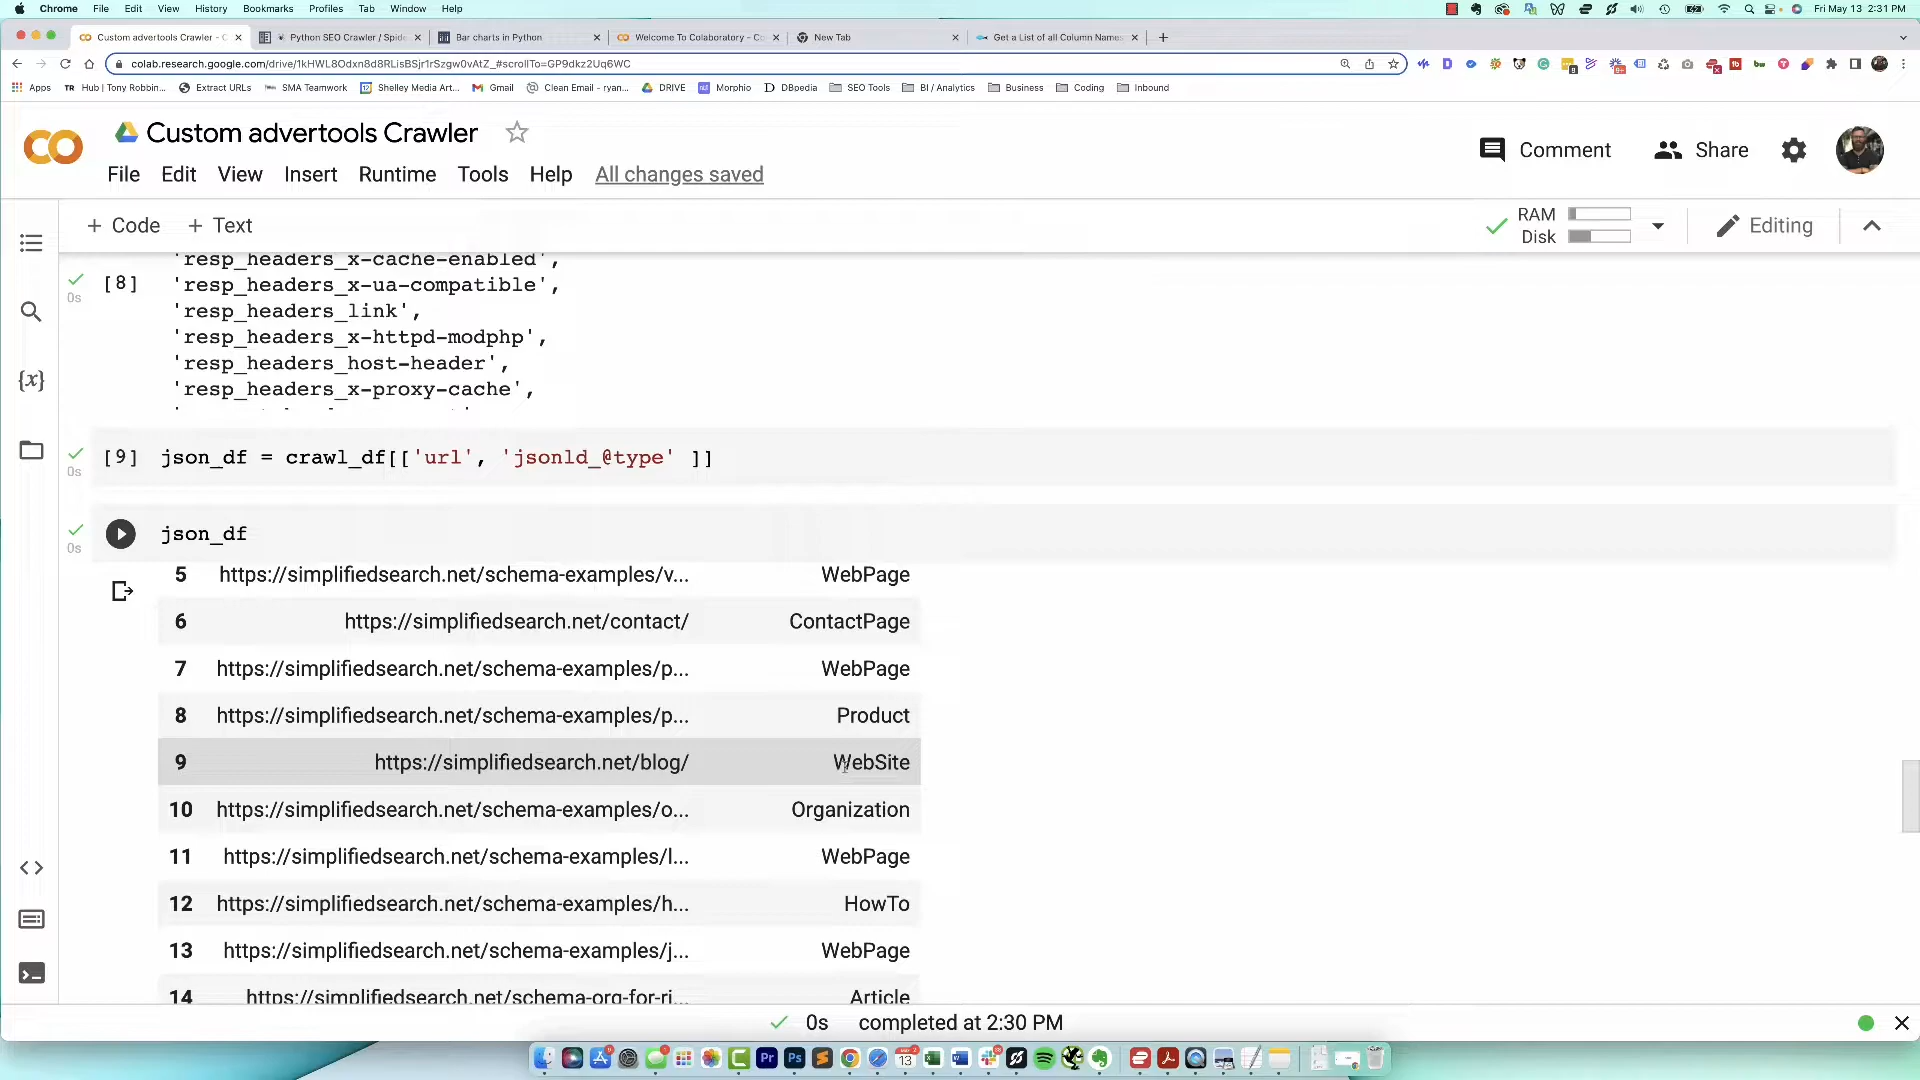 Chrome File Edit View History Bookmarks Profiles Tab Window Help Fri May 13 2:31 PM
Custom advertools Crawler - C Python SEO Crawler / Spide Bar charts in Python Welcome To Colaboratory - Co New Tab Get a List of all Column Names
colab.research.google.com/drive/1kHWL8Odxn8d8RLisBSjr1rSzgw0vAtZ_#scrollTo=GP9dkz2Uq6WC
Apps Hub | Tony Robbin... Extract URLs SMA Teamwork Shelley Media Art... Gmail Clean Email - ryan... DRIVE Morphio DBpedia SEO Tools BI / Analytics Business Coding Inbound
Custom advertools Crawler
Comment Share
File Edit View Insert Runtime Tools Help All changes saved
+ Code + Text
RAM
Disk
Editing
'resp_headers_x-cache-enabled',
[8] 'resp_headers_x-ua-compatible',
0s
'resp_headers_link',
'resp_headers_x-httpd-modphp',
'resp_headers_host-header',
'resp_headers_x-proxy-cache',
[9] json_df = crawl_df[['url', 'jsonld_@type' ]]
0s
json_df
0s
5 https://simplifiedsearch.net/schema-examples/v... WebPage
6 https://simplifiedsearch.net/contact/ ContactPage
7 https://simplifiedsearch.net/schema-examples/p... WebPage
8 https://simplifiedsearch.net/schema-examples/p... Product
9 https://simplifiedsearch.net/blog/ WebSite
10 https://simplifiedsearch.net/schema-examples/o... Organization
11 https://simplifiedsearch.net/schema-examples/l... WebPage
12 https://simplifiedsearch.net/schema-examples/h... HowTo
13 https://simplifiedsearch.net/schema-examples/j... WebPage
14 https://simplifiedsearch.net/schema-org-for-ri... Article
0s completed at 2:30 PM